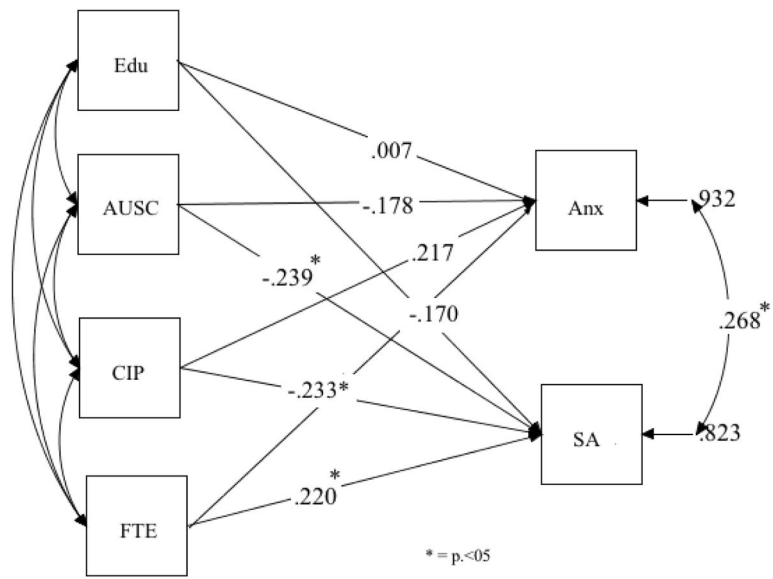 Edu
.007
AUSC
-.178
Anx
.932
.217
-.239*
-.170
.268*
CIP
-.233*
SA
.823
.220*
FTE
* = p.<05